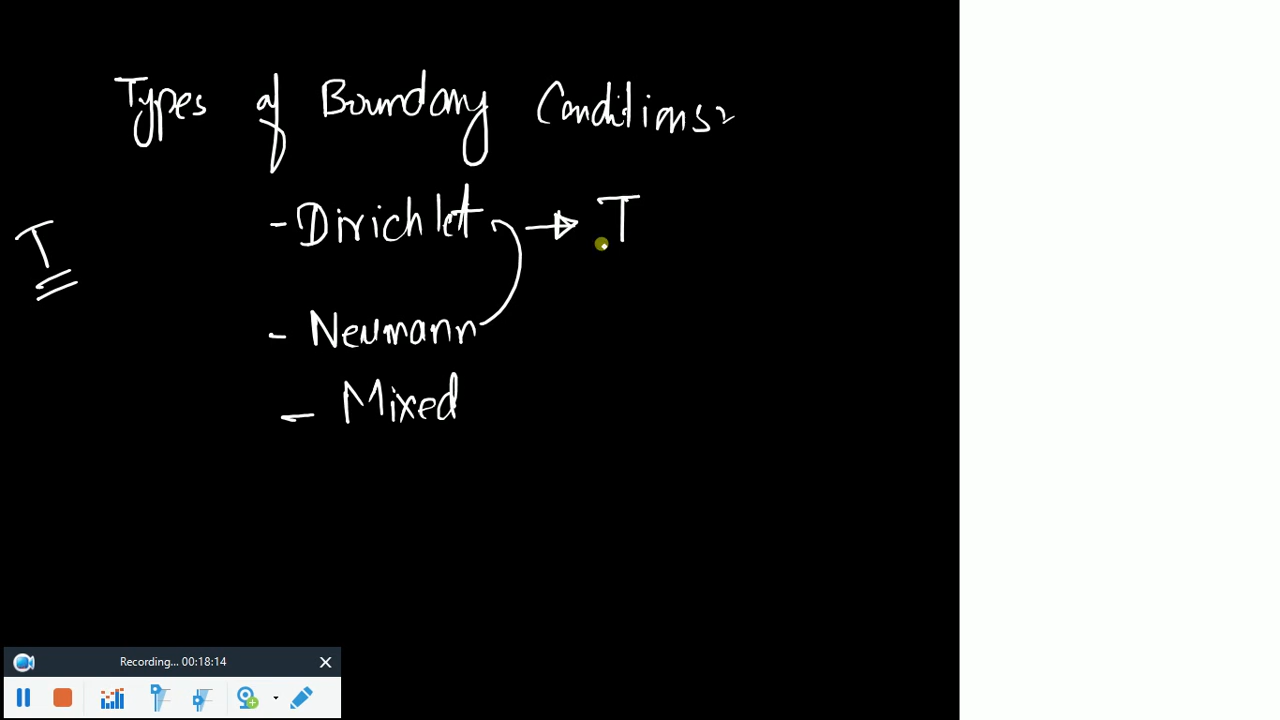 Types of Boundary Conditions:
- Dirichlet → T
T
- Neumann
- Mixed
Recording... 00:18:14